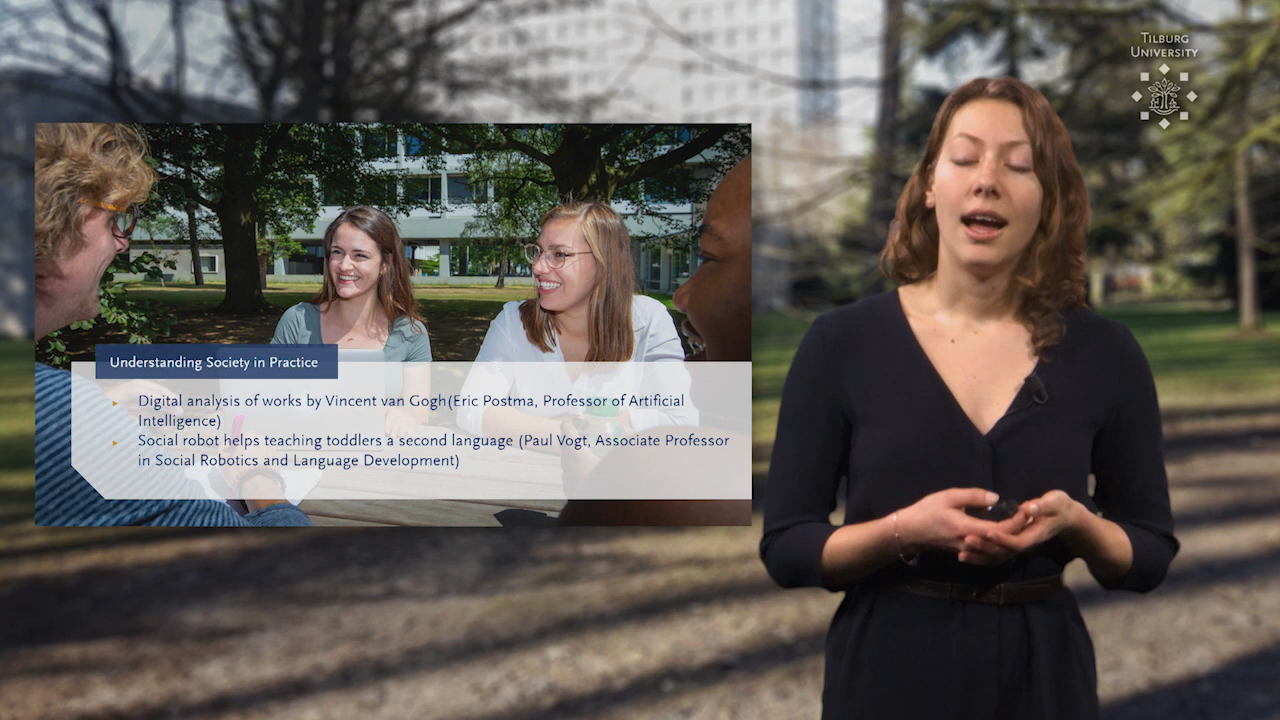 TILBURG
UNIVERSITY
Understanding Society in Practice
Digital analysis of works by Vincent van Gogh(Eric Postma, Professor of Artificial
Intelligence)
Social robot helps teaching toddlers a second language (Paul Vogt, Associate Professor
in Social Robotics and Language Development)